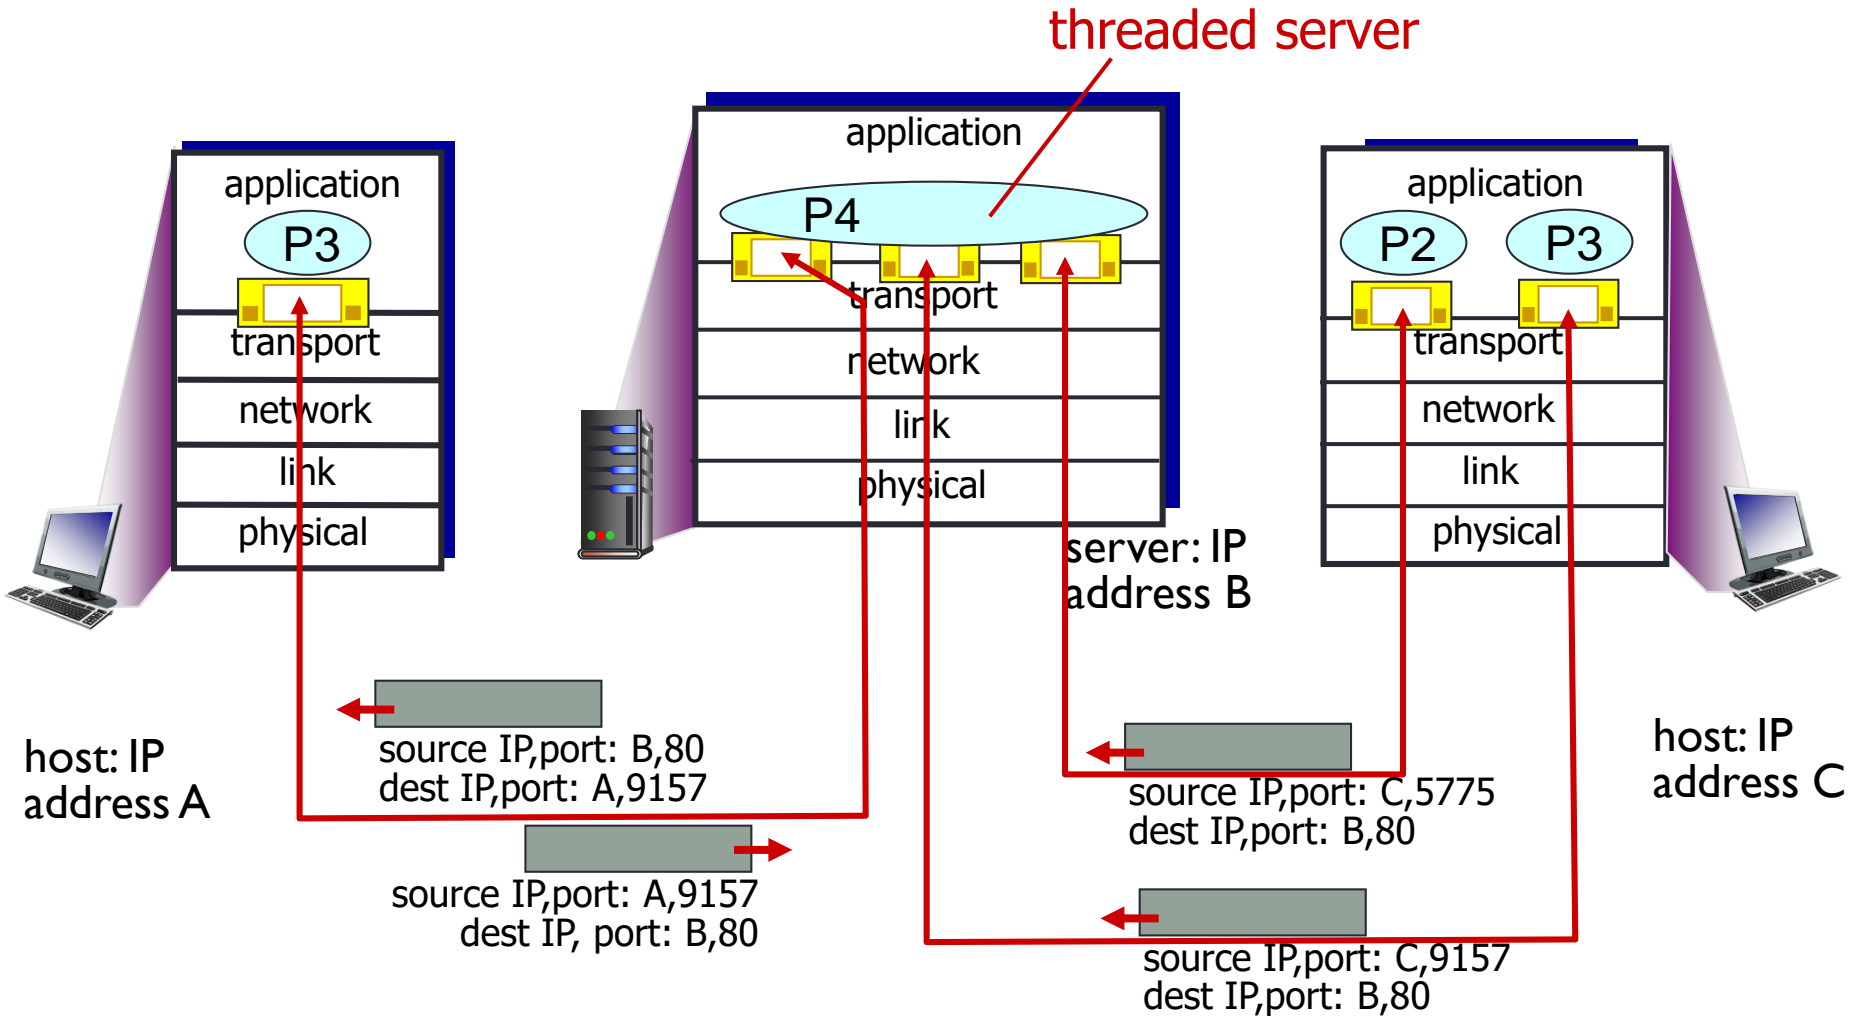 threaded server
application
P3
transport
network
link
physical
application
P4
transport
network
link
physical
application
P2
P3
transport
network
link
physical
server: IP
address B
host: IP
address A
source IP,port: B,80
dest IP,port: A,9157
source IP,port: A,9157
dest IP, port: B,80
source IP,port: C,5775
dest IP,port: B,80
source IP,port: C,9157
dest IP,port: B,80
host: IP
address C